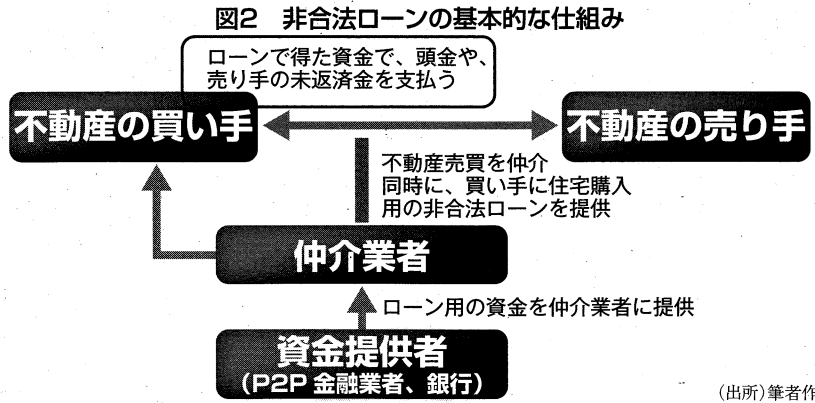 図2 非合法ローンの基本的な仕組み
ローンで得た資金で、頭金や、
売り手の未返済金を支払う
不動産の買い手
不動産の売り手
不動産売買を仲介
同時に、買い手に住宅購入
用の非合法ローンを提供
仲介業者
ローン用の資金を仲介業者に提供
資金提供者
(P2P 金融業者、銀行)
(出所)筆者作